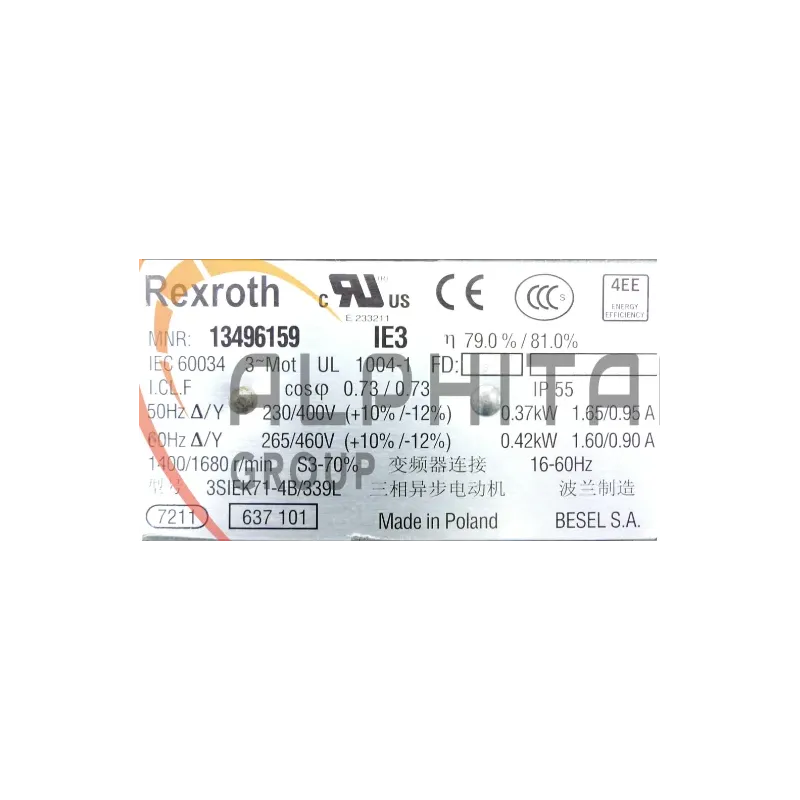 Rexroth c RU US CE CCC S 4EE
ENERGY
EFFICIENCY
E 233211
MNR: 13496159 IE3 η 79.0 % / 81.0%
IEC 60034 3~Mot UL 1004-1 FD:
I.CL.F cosφ 0.73 / 0.73 IP 55
50Hz Δ/Y 230/400V (+10% /-12%) 0.37kW 1.65/0.95 A
60Hz Δ/Y 265/460V (+10% /-12%) 0.42kW 1.60/0.90 A
1400/1680 r/min S3-70% 变频器连接 16-60Hz
型号 3SIEK71-4B/339L 三相异步电动机 波兰制造
7211 637 101 Made in Poland BESEL S.A.
ALPHITA
GROUP